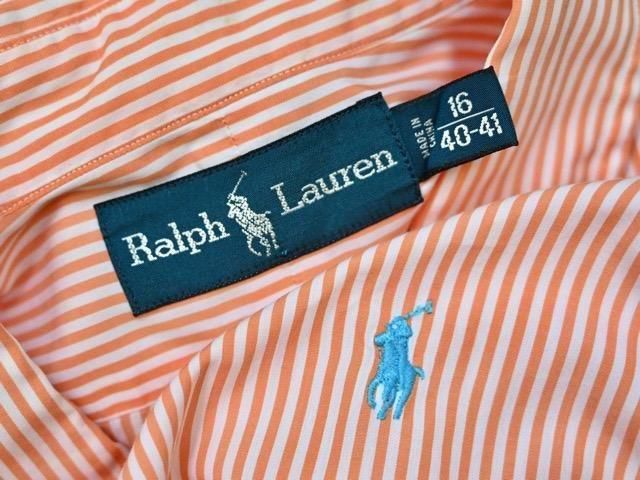 Ralph Lauren
MADE IN
CHINA
16
40-41